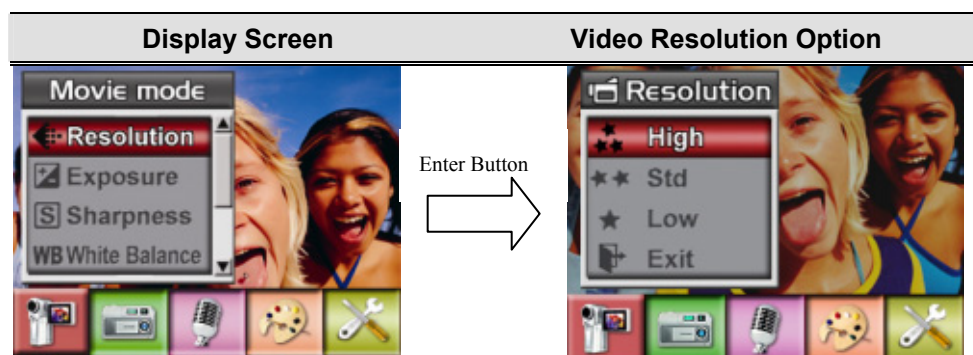 Display Screen
Video Resolution Option
Movie mode
Resolution
Exposure
S Sharpness
WB White Balance
Enter Button
Resolution
High
Std
Low
Exit